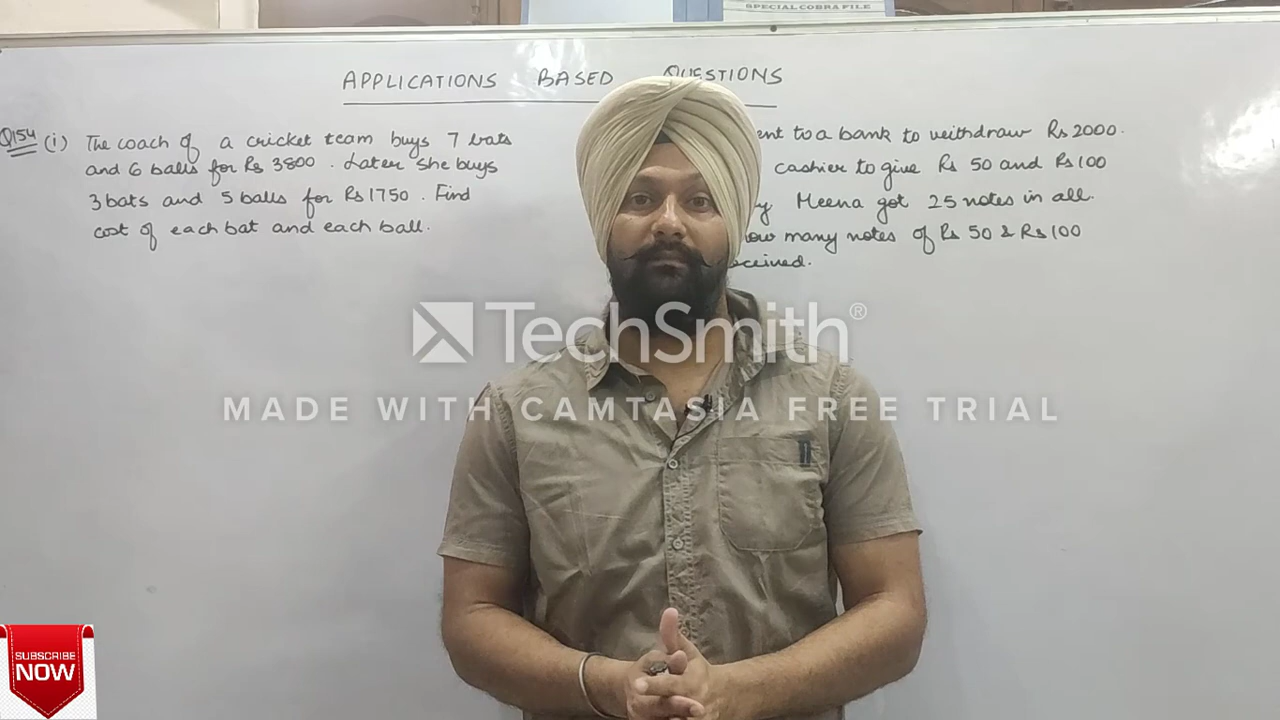 SPECIAL COBRA FILE
APPLICATIONS BASED QUESTIONS
Q154 (i) The coach of a cricket team buys 7 bats
and 6 balls for Rs 3800. Later she buys
3 bats and 5 balls for Rs 1750. Find
cost of each bat and each ball.
to a bank to withdraw Rs 2000.
cashier to give Rs 50 and Rs 100
Meena got 25 notes in all.
many notes of Rs 50 & Rs 100
TechSmith®
MADE WITH CAMTASIA FREE TRIAL
SUBSCRIBE
NOW